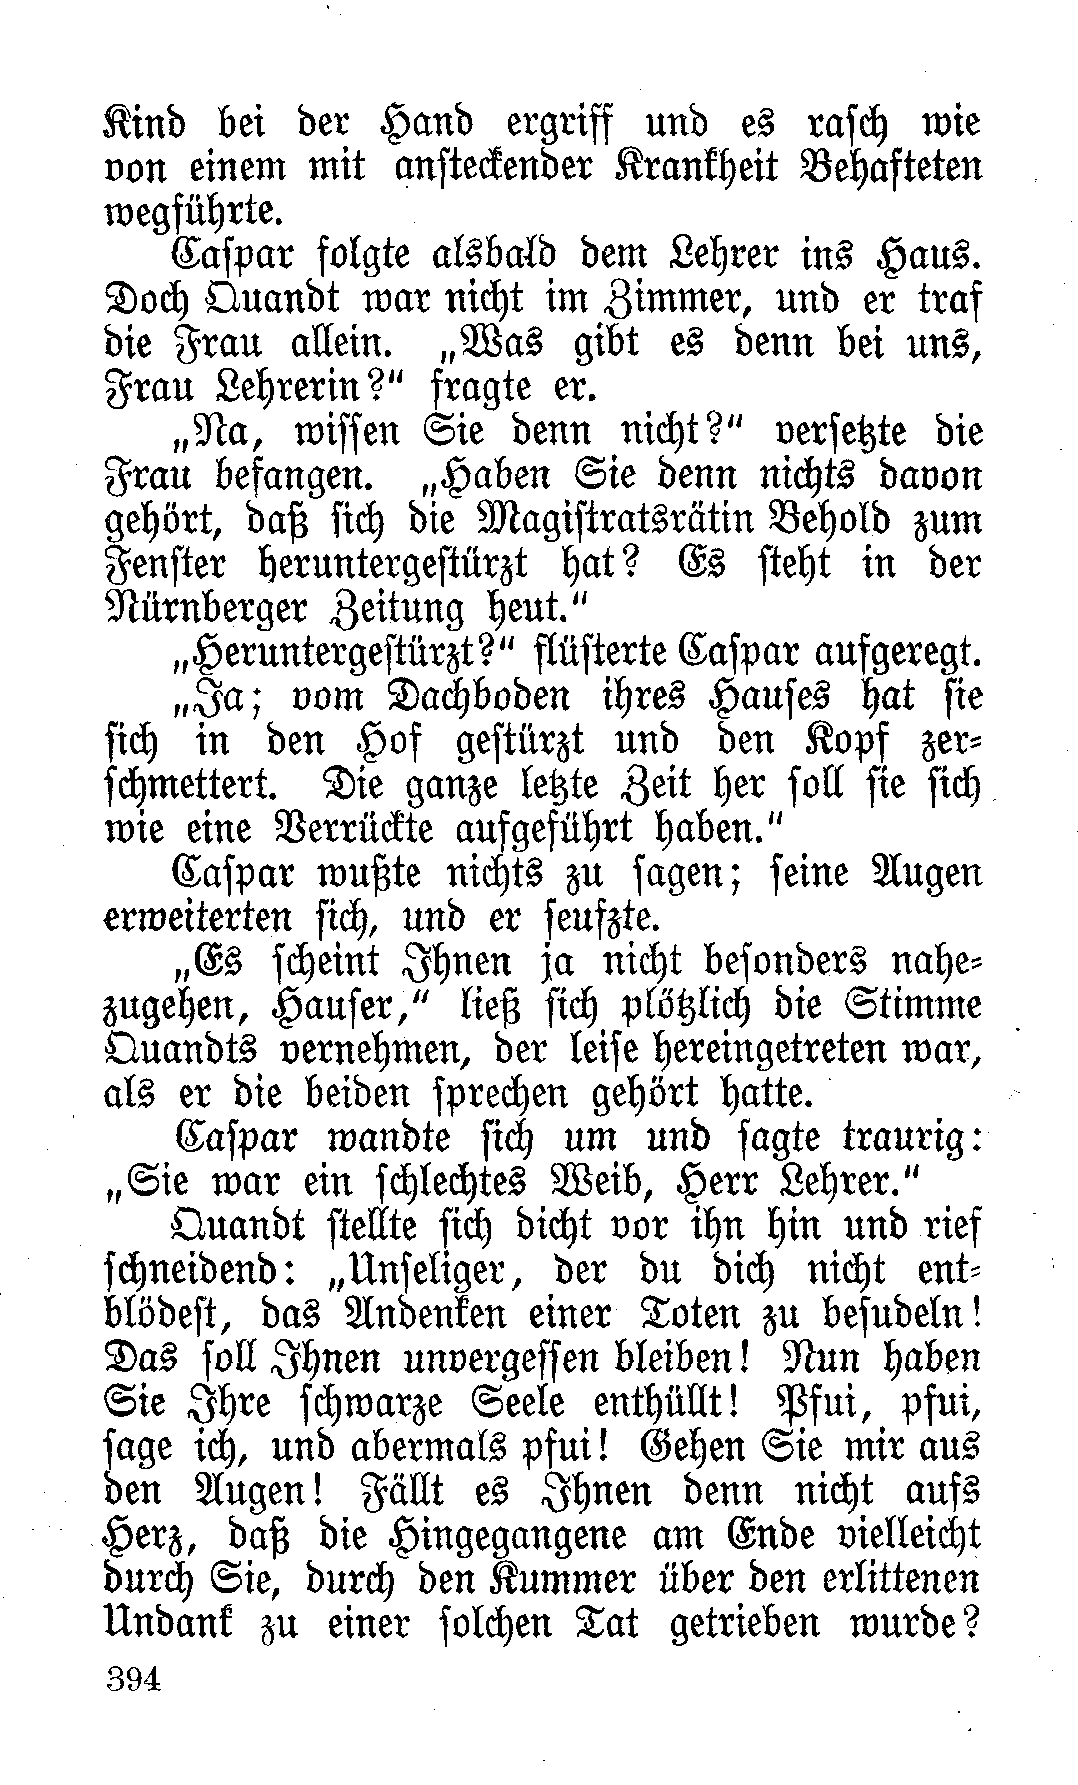 Kind bei der Hand ergriff und es rasch wie
von einem mit ansteckender Krankheit Behafteten
wegführte.
Caspar folgte alsbald dem Lehrer ins Haus.
Doch Quandt war nicht im Zimmer, und er traf
die Frau allein. „Was gibt es denn bei uns,
Frau Lehrerin?“ fragte er.
„Na, wissen Sie denn nicht?“ versetzte die
Frau befangen. „Haben Sie denn nichts davon
gehört, daß sich die Magistratsrätin Behold zum
Fenster heruntergestürzt hat? Es steht in der
Nürnberger Zeitung heut.“
„Heruntergestürzt?“ flüsterte Caspar aufgeregt.
„Ja; vom Dachboden ihres Hauses hat sie
sich in den Hof gestürzt und den Kopf zer-
schmettert. Die ganze letzte Zeit her soll sie sich
wie eine Verrückte aufgeführt haben.“
Caspar wußte nichts zu sagen; seine Augen
erweiterten sich, und er seufzte.
„Es scheint Ihnen ja nicht besonders nahe-
zugehen, Hauser,“ ließ sich plötzlich die Stimme
Quandts vernehmen, der leise hereingetreten war,
als er die beiden sprechen gehört hatte.
Caspar wandte sich um und sagte traurig:
„Sie war ein schlechtes Weib, Herr Lehrer.“
Quandt stellte sich dicht vor ihn hin und rief
schneidend: „Unseliger, der du dich nicht ent-
blödest, das Andenken einer Toten zu besudeln!
Das soll Ihnen unvergessen bleiben! Nun haben
Sie Ihre schwarze Seele enthüllt! Pfui, pfui,
sage ich, und abermals pfui! Gehen Sie mir aus
den Augen! Fällt es Ihnen denn nicht aufs
Herz, daß die Hingegangene am Ende vielleicht
durch Sie, durch den Kummer über den erlittenen
Undank zu einer solchen Tat getrieben wurde?
394